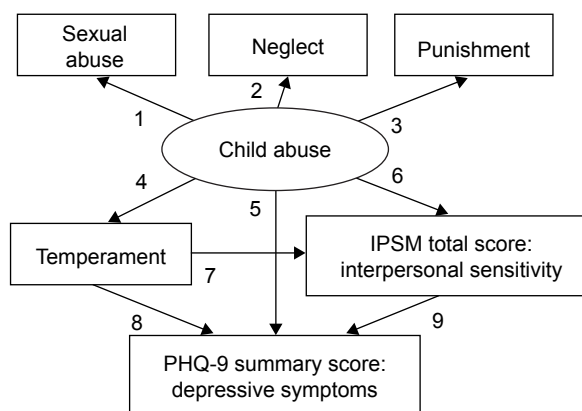 Sexual
abuse
Neglect
Punishment
1
2
3
Child abuse
4
5
6
Temperament
7
IPSM total score:
interpersonal sensitivity
8
9
PHQ-9 summary score:
depressive symptoms